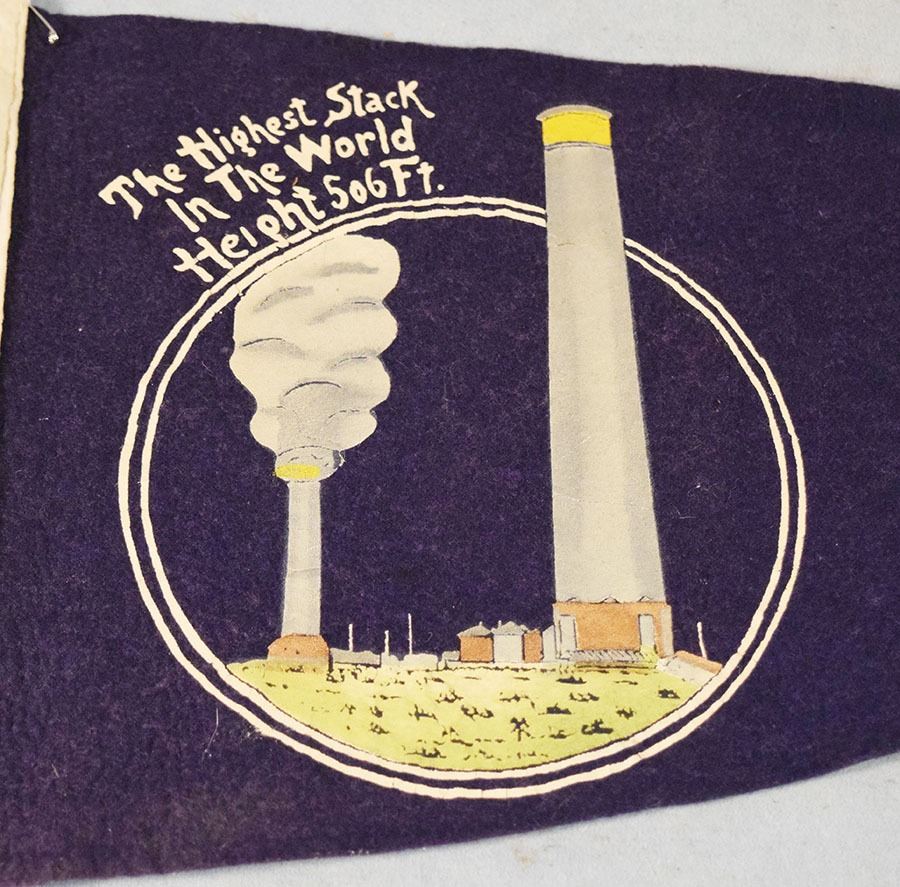 The Highest Stack
In The World
Height 506 Ft.